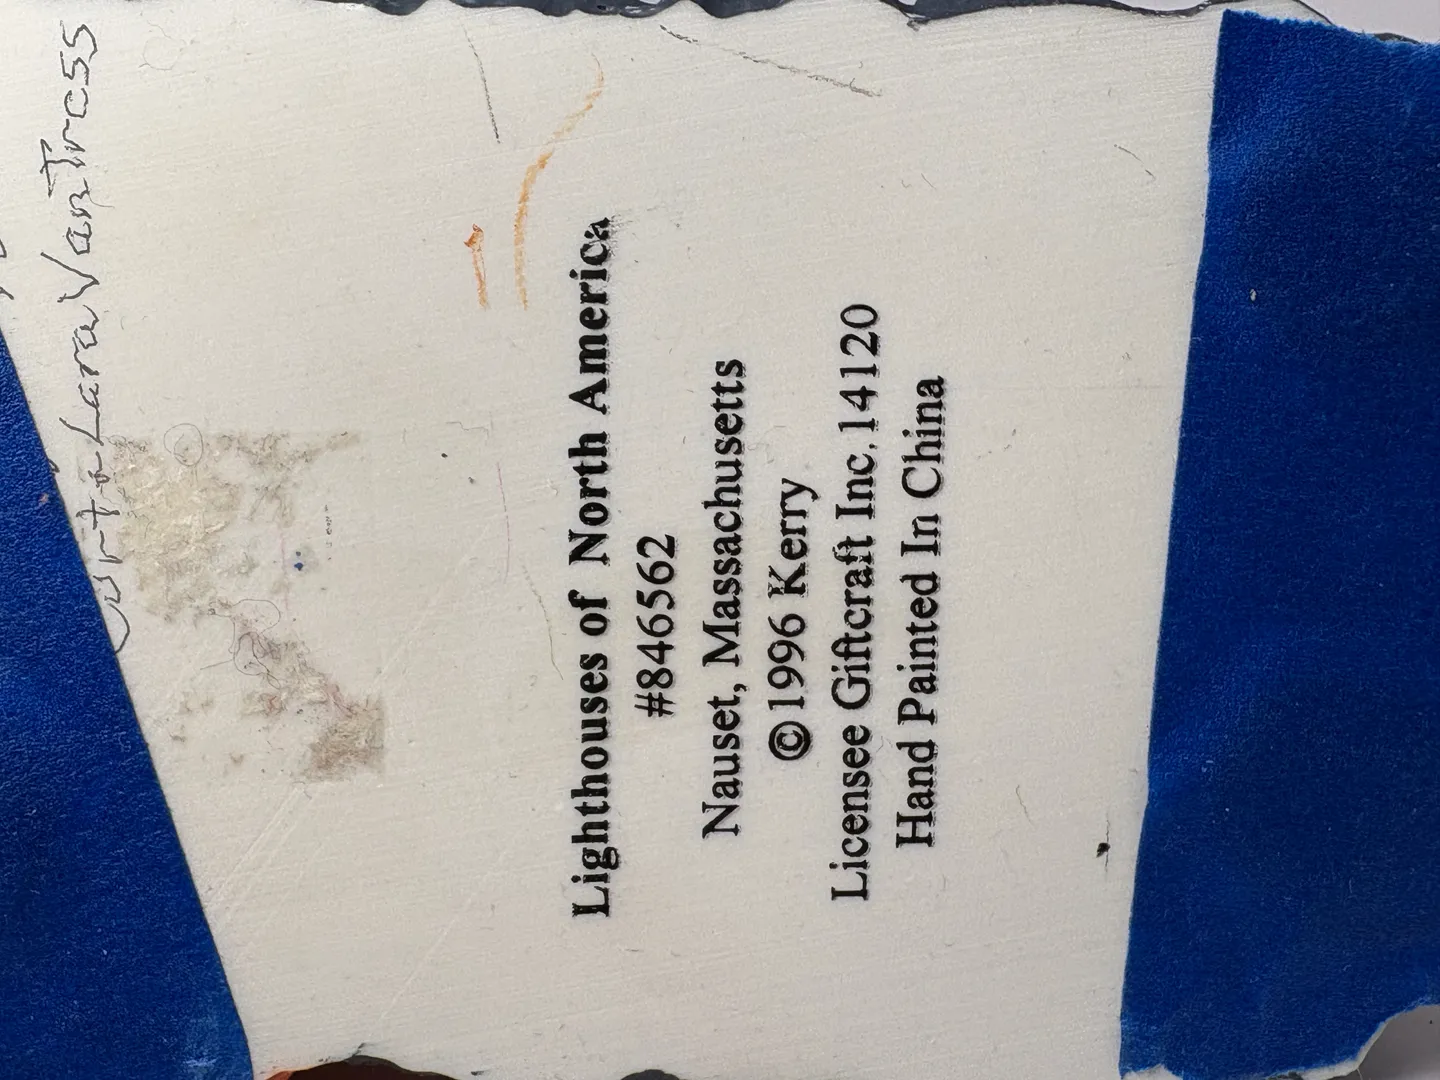 Curt & Lara VanTress
Lighthouses of North America
#846562
Nauset, Massachusetts
©1996 Kerry
Licensee Giftcraft Inc. 14120
Hand Painted In China